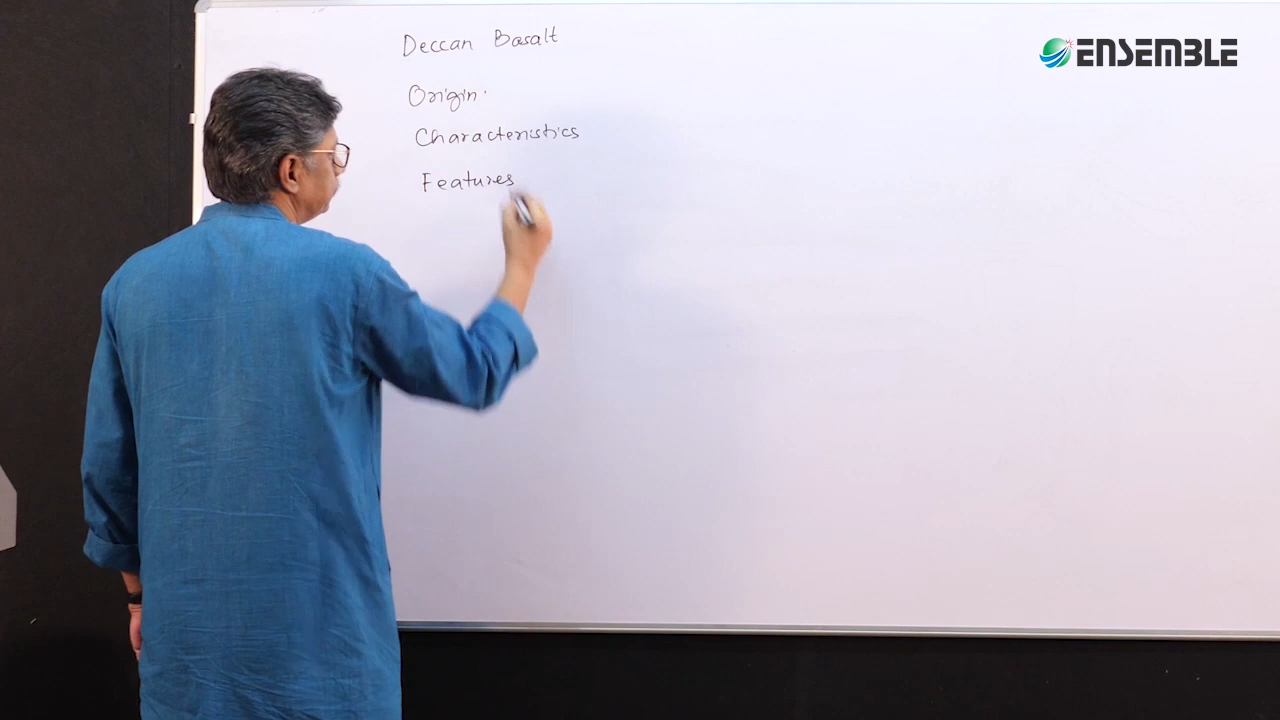 Deccan Basalt
ENSEMBLE
Origin.
Characteristics
Features